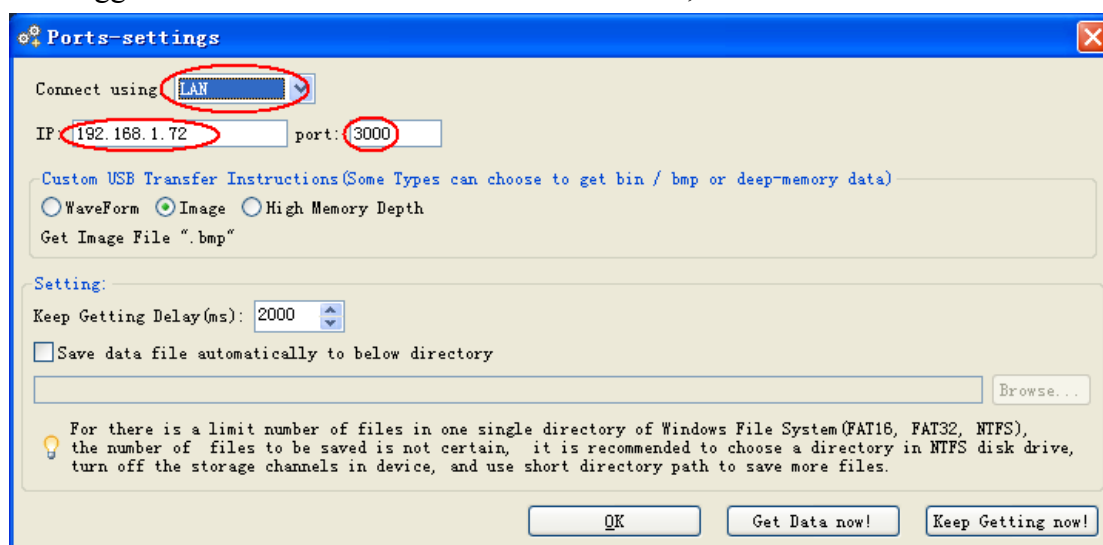 Ports-settings
Connect using LAN
IP: 192.168.1.72 port: 3000
Custom USB Transfer Instructions(Some Types can choose to get bin / bmp or deep-memory data)
WaveForm Image High Memory Depth
Get Image File ".bmp"
Setting:
Keep Getting Delay(ms): 2000
Save data file automatically to below directory
Browse...
For there is a limit number of files in one single directory of Windows File System(FAT16, FAT32, NTFS),
the number of files to be saved is not certain, it is recommended to choose a directory in NTFS disk drive,
turn off the storage channels in device, and use short directory path to save more files.
OK Get Data now! Keep Getting now!